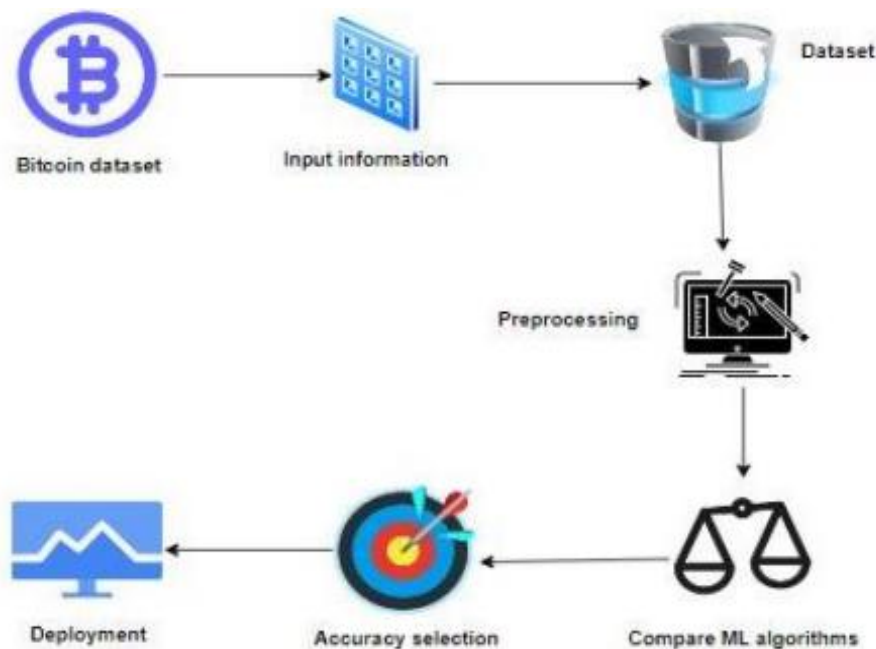 Bitcoin dataset
Input information
Dataset
Preprocessing
Compare ML algorithms
Accuracy selection
Deployment